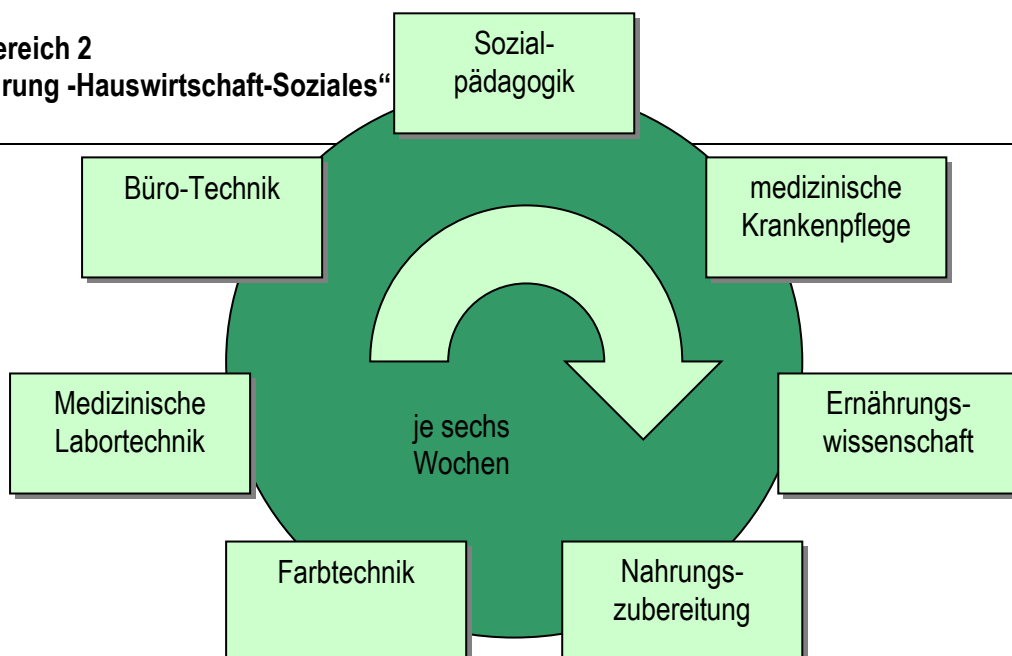 ereich 2
rung -Hauswirtschaft-Soziales“
Sozial-
pädagogik
Büro-Technik
medizinische
Krankenpflege
Medizinische
Labortechnik
je sechs
Wochen
Ernährungs-
wissenschaft
Farbtechnik
Nahrungs-
zubereitung